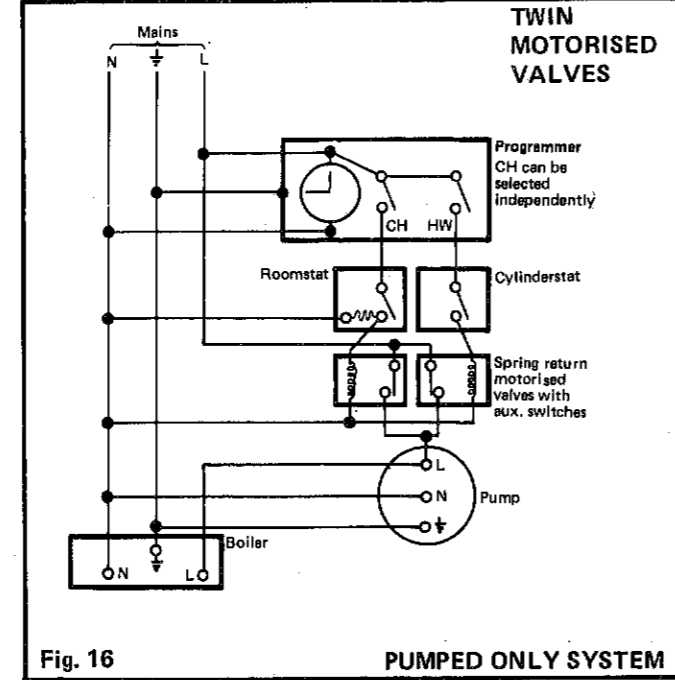 TWIN
MOTORISED
VALVES
Mains
N
L
Programmer
CH can be
selected
independently
CH HW
Roomstat
Cylinderstat
Spring return
motorised
valves with
aux. switches
L
N
Pump
Boiler
N
L
Fig. 16
PUMPED ONLY SYSTEM